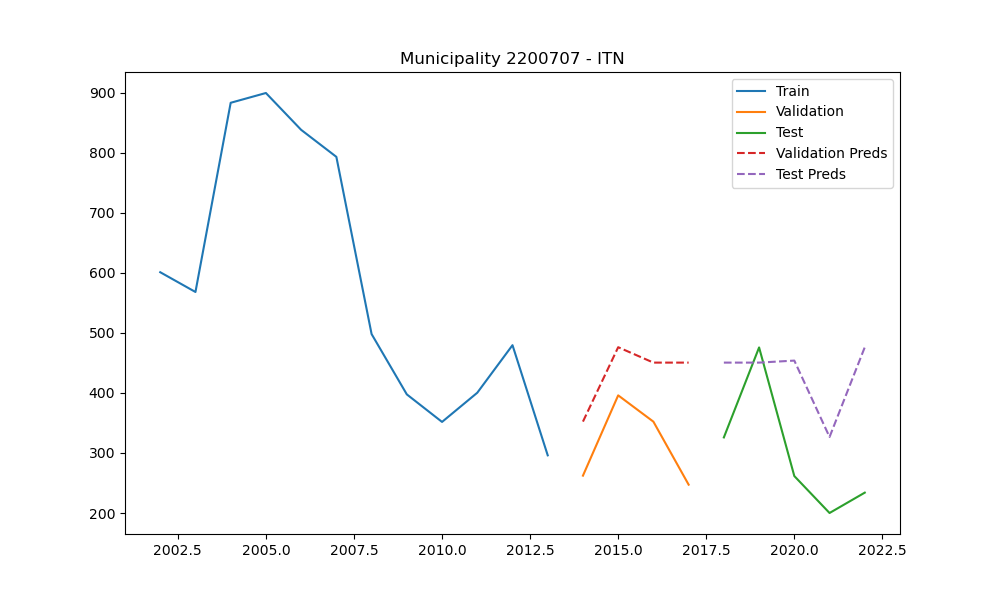 Municipality 2200707 - ITN
900
800
700
600
500
400
300
200
2002.5 2005.0 2007.5 2010.0 2012.5 2015.0 2017.5 2020.0 2022.5
Train
Validation
Test
Validation Preds
Test Preds